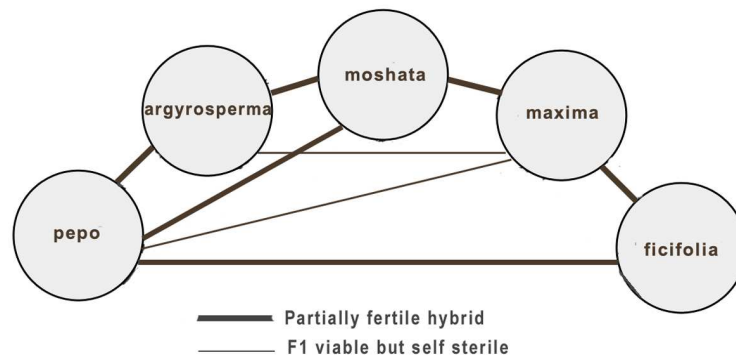 moshata
argyrosperma
maxima
pepo
ficifolia
Partially fertile hybrid
F1 viable but self sterile